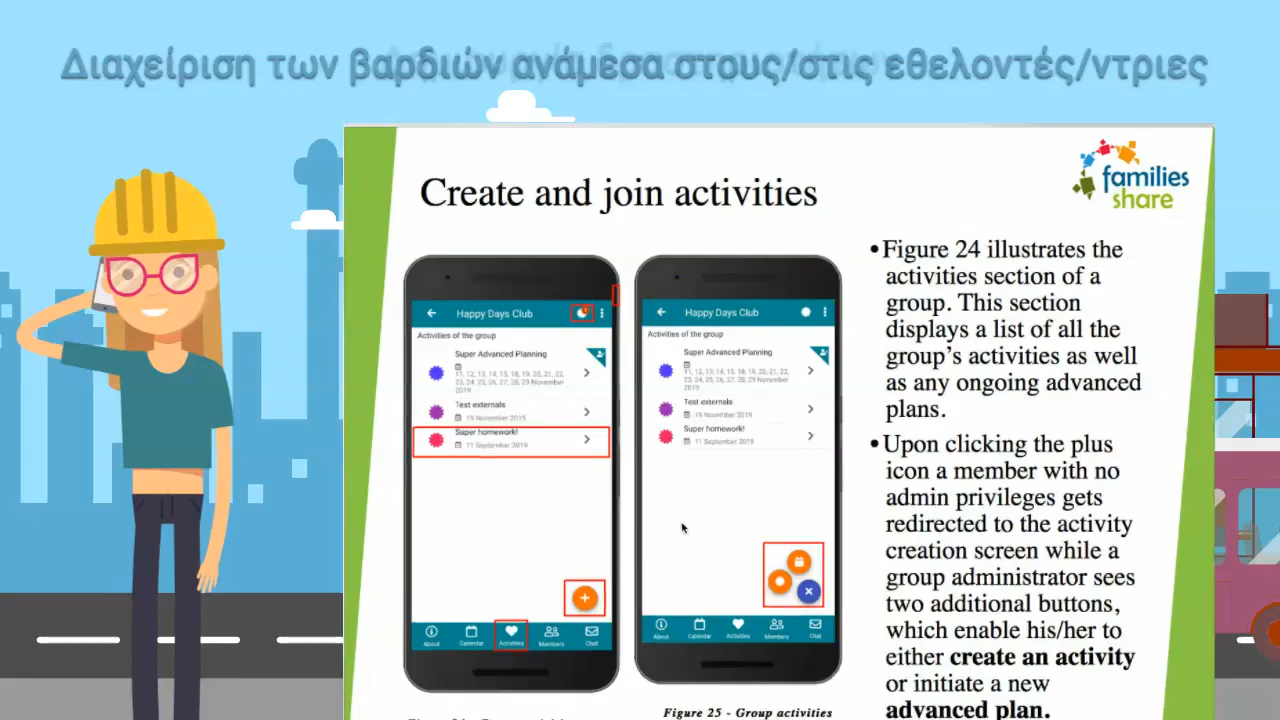 Διαχείριση των βαρδιών ανάμεσα στους/στις εθελοντές/ντριες
families
share
Create and join activities
Happy Days Club
Activities of the group
Super Advanced Planning
11, 12, 13, 14, 15, 18, 19, 20, 21, 22,
23, 24, 25, 26, 27, 28, 29 November
2019
Test externals
19 November 2019
Super homework!
11 September 2019
About
Calendar
Activities
Members
Chat
Happy Days Club
Activities of the group
Super Advanced Planning
11, 12, 13, 14, 15, 18, 19, 20, 21, 22,
23, 24, 25, 26, 27, 28, 29 November
2019
Test externals
19 November 2019
Super homework!
11 September 2019
About
Calendar
Activities
Members
Chat
Figure 25 - Group activities
•Figure 24 illustrates the
activities section of a
group. This section
displays a list of all the
group's activities as well
as any ongoing advanced
plans.
•Upon clicking the plus
icon a member with no
admin privileges gets
redirected to the activity
creation screen while a
group administrator sees
two additional buttons,
which enable his/her to
either create an activity
or initiate a new
advanced plan.